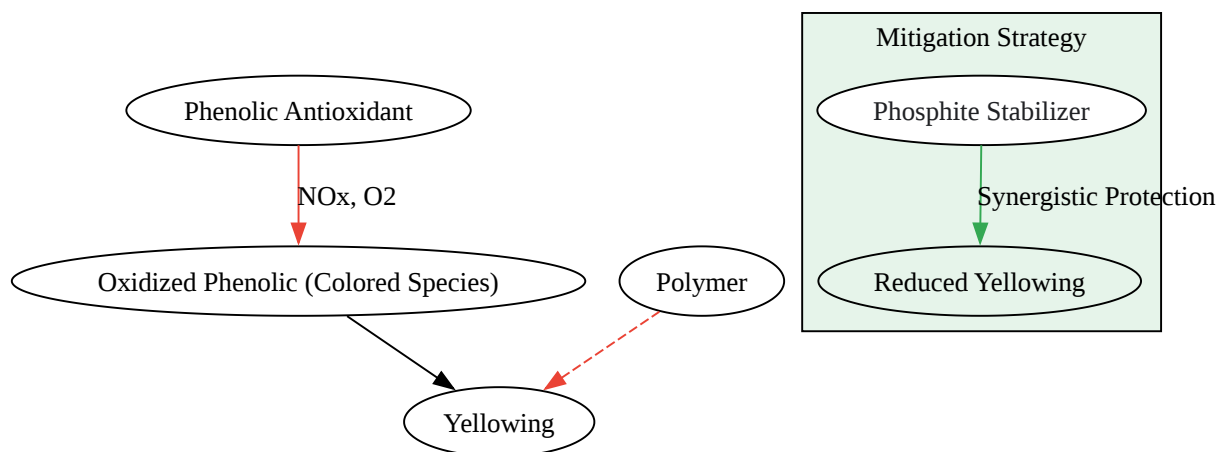 Mitigation Strategy
Phenolic Antioxidant
Phosphite Stabilizer
NOx, O2
Synergistic Protection
Oxidized Phenolic (Colored Species)
Polymer
Reduced Yellowing
Yellowing